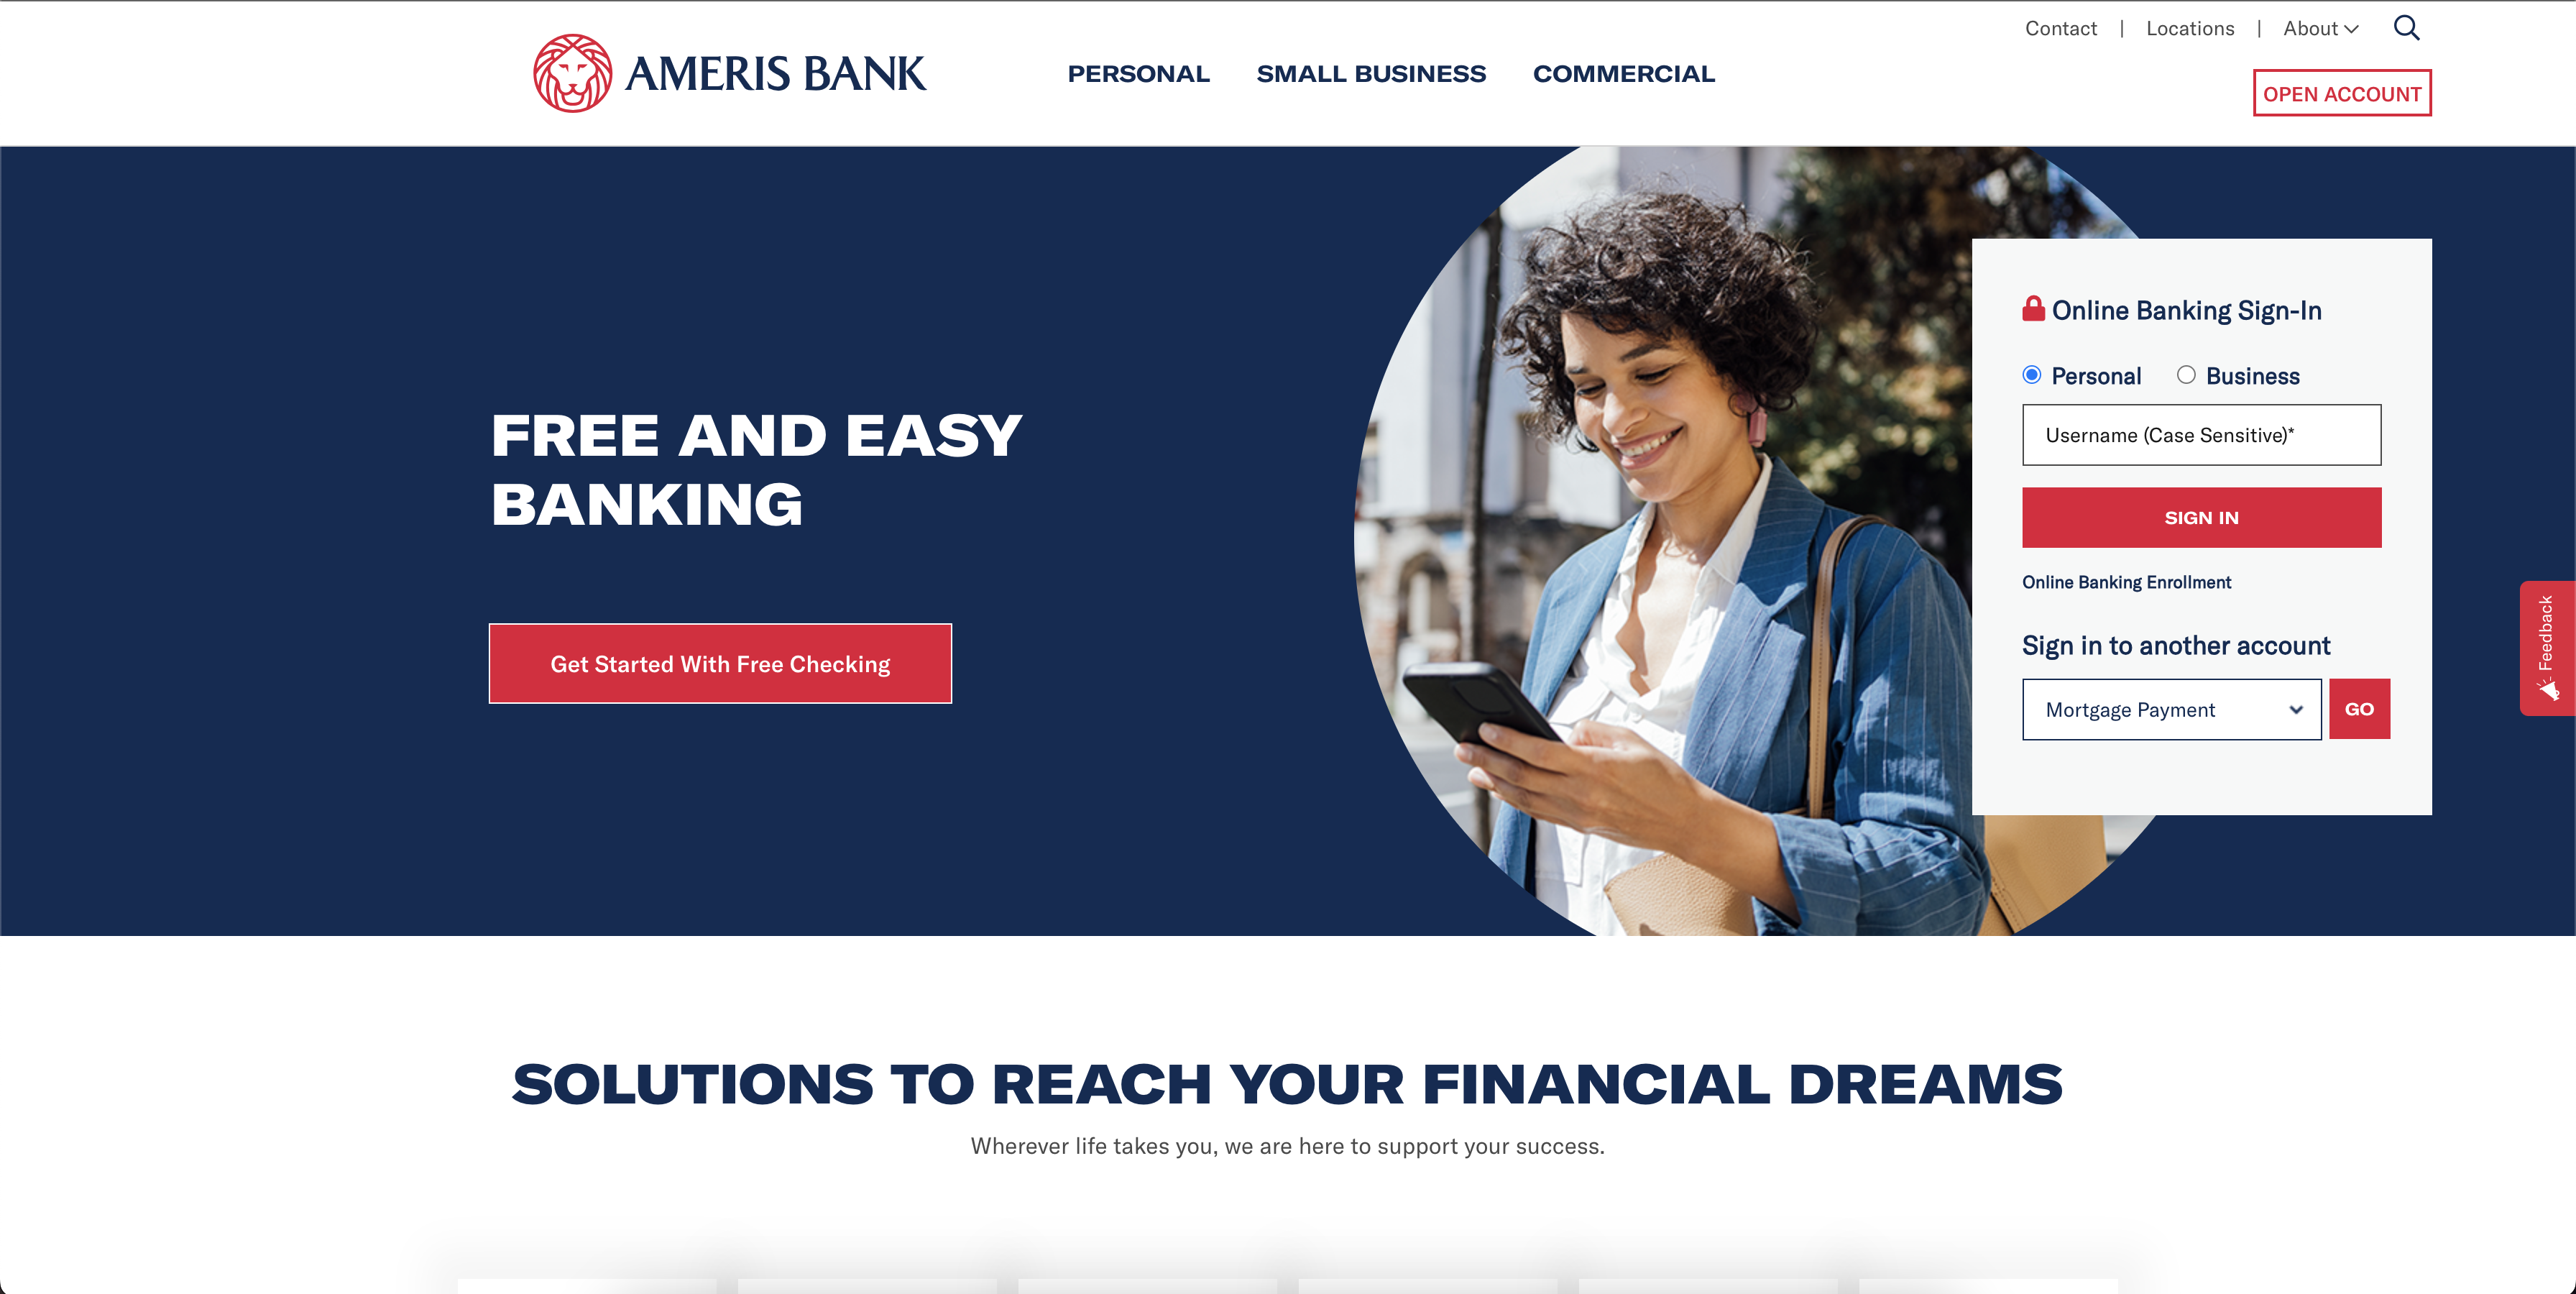 Contact | Locations | About
AMERIS BANK
PERSONAL SMALL BUSINESS COMMERCIAL
OPEN ACCOUNT
FREE AND EASY
BANKING
Get Started With Free Checking
Online Banking Sign-In
Personal Business
Username (Case Sensitive)*
SIGN IN
Online Banking Enrollment
Sign in to another account
Mortgage Payment GO
Feedback
SOLUTIONS TO REACH YOUR FINANCIAL DREAMS
Wherever life takes you, we are here to support your success.